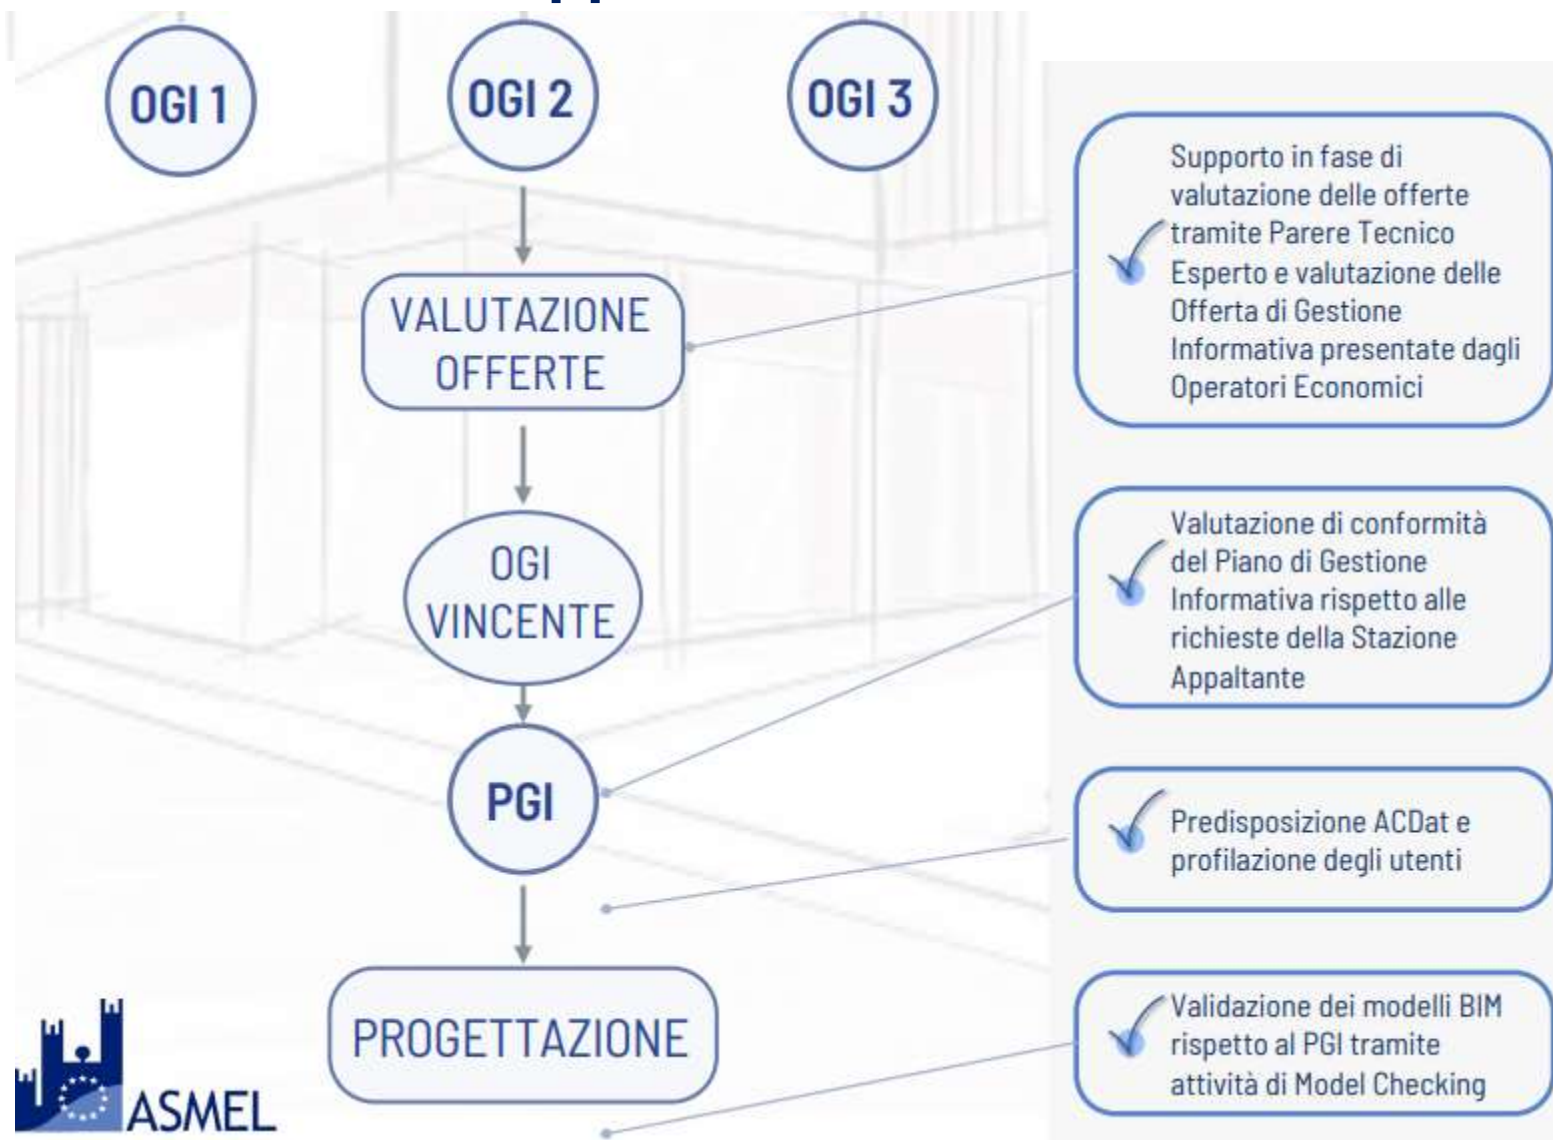 OGI 1
OGI 2
OGI 3
VALUTAZIONE
OFFERTE
OGI
VINCENTE
PGI
PROGETTAZIONE
Supporto in fase di
valutazione delle offerte
tramite Parere Tecnico
Esperto e valutazione delle
Offerta di Gestione
Informativa presentate dagli
Operatori Economici
Valutazione di conformità
del Piano di Gestione
Informativa rispetto alle
richieste della Stazione
Appaltante
Predisposizione ACDat e
profilazione degli utenti
Validazione dei modelli BIM
rispetto al PGI tramite
attività di Model Checking
ASMEL